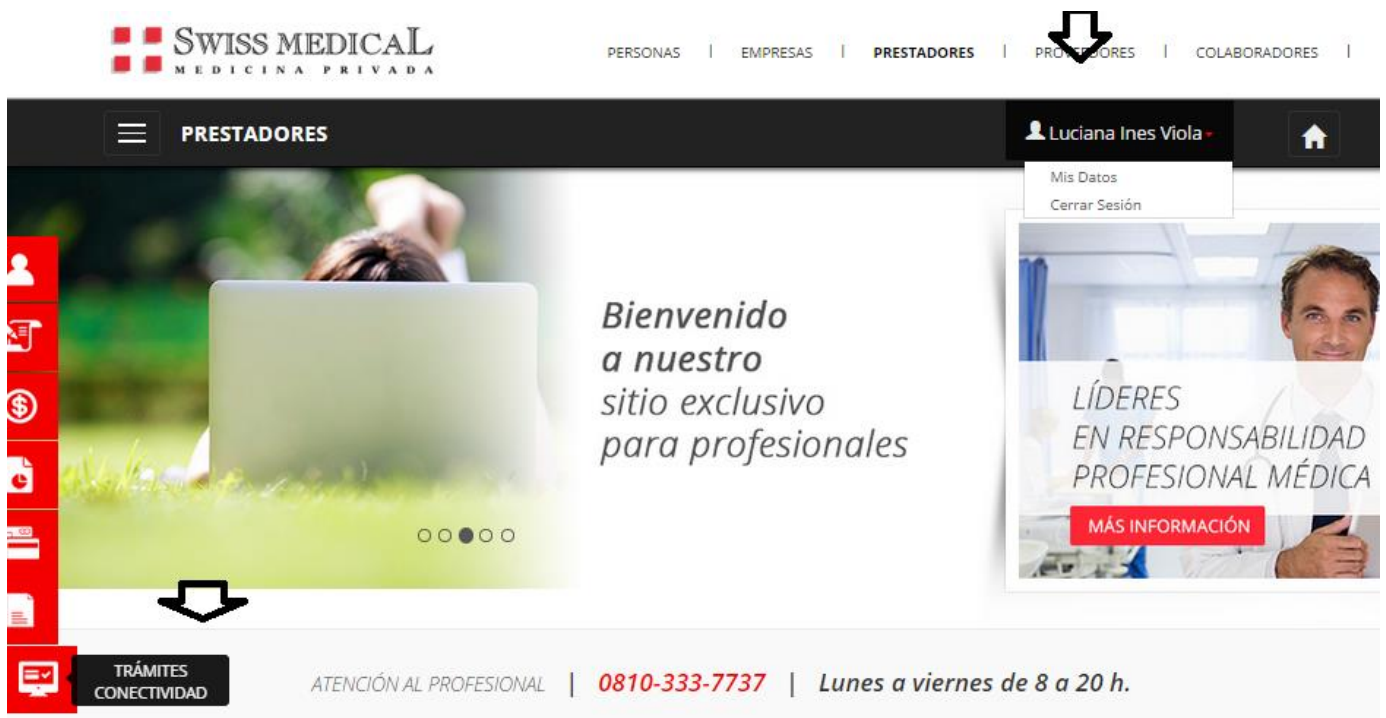 SWISS MEDICAL
MEDICINA PRIVADA
PERSONAS | EMPRESAS | PRESTADORES | PROVEEDORES | COLABORADORES |
PRESTADORES
Luciana Ines Viola
Mis Datos
Cerrar Sesión
Bienvenido
a nuestro
sitio exclusivo
para profesionales
LÍDERES
EN RESPONSABILIDAD
PROFESIONAL MÉDICA
MÁS INFORMACIÓN
TRÁMITES
CONECTIVIDAD
ATENCIÓN AL PROFESIONAL | 0810-333-7737 | Lunes a viernes de 8 a 20 h.